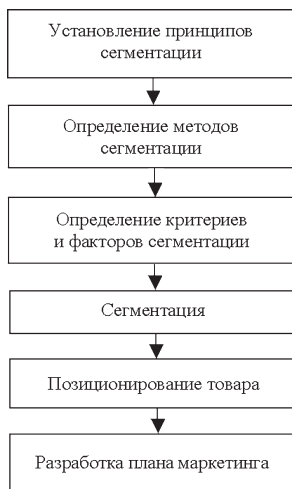 Установление принципов
сегментации
Определение методов
сегментации
Определение критериев
и факторов сегментации
Сегментация
Позиционирование товара
Разработка плана маркетинга